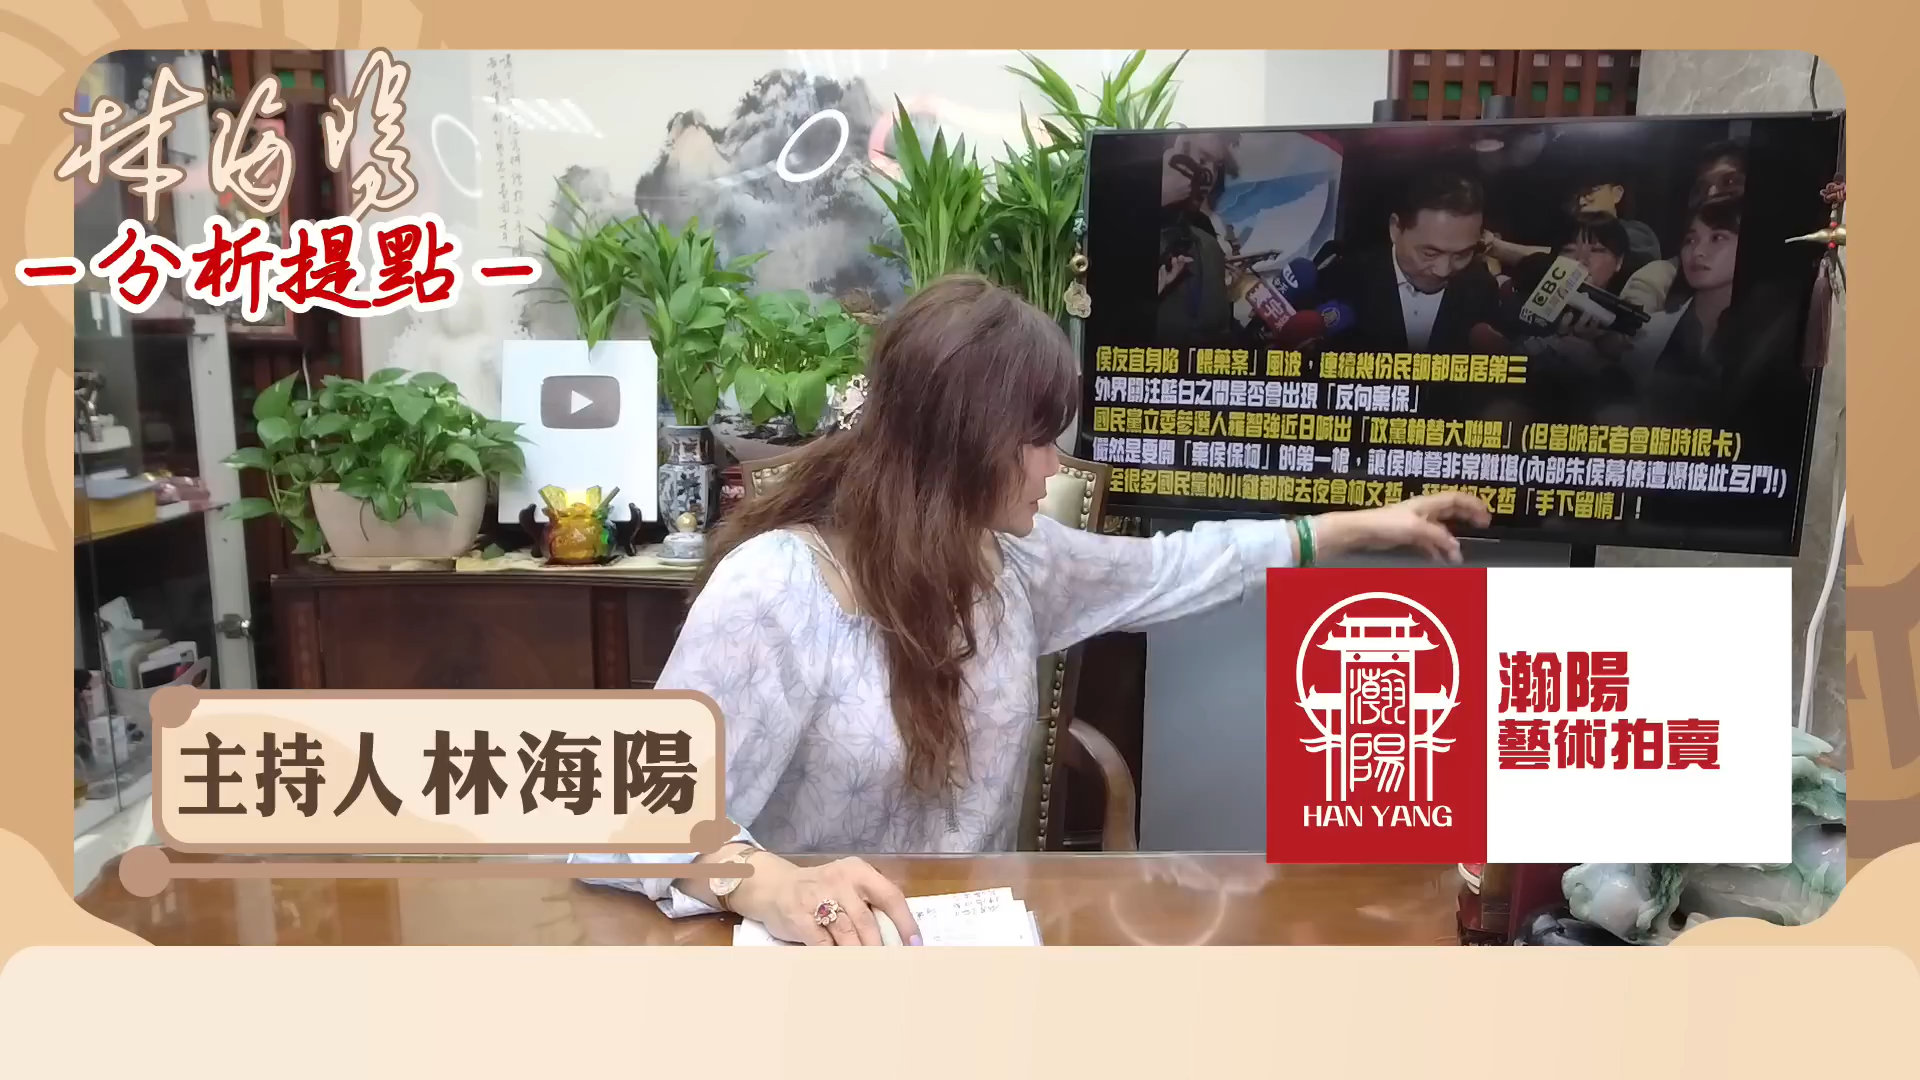 林海陽
－分析提點－
侯友宜身陷「餵藥案」風波，連續幾份民調都屈居第三
外界關注藍白之間是否會出現「反向棄保」
國民黨立委參選人羅智強近日喊出「政黨輪替大聯盟」(但當晚記者會臨時很卡)
儼然是要開「棄侯保柯」的第一槍，讓侯陣營非常難堪(內部朱侯幕僚遭爆彼此互鬥!)
至很多國民黨的小雞都跑去夜會柯文哲，
文哲「手下留情」!
CBC
主持人 林海陽
瀚陽
HAN YANG
瀚陽
藝術拍賣